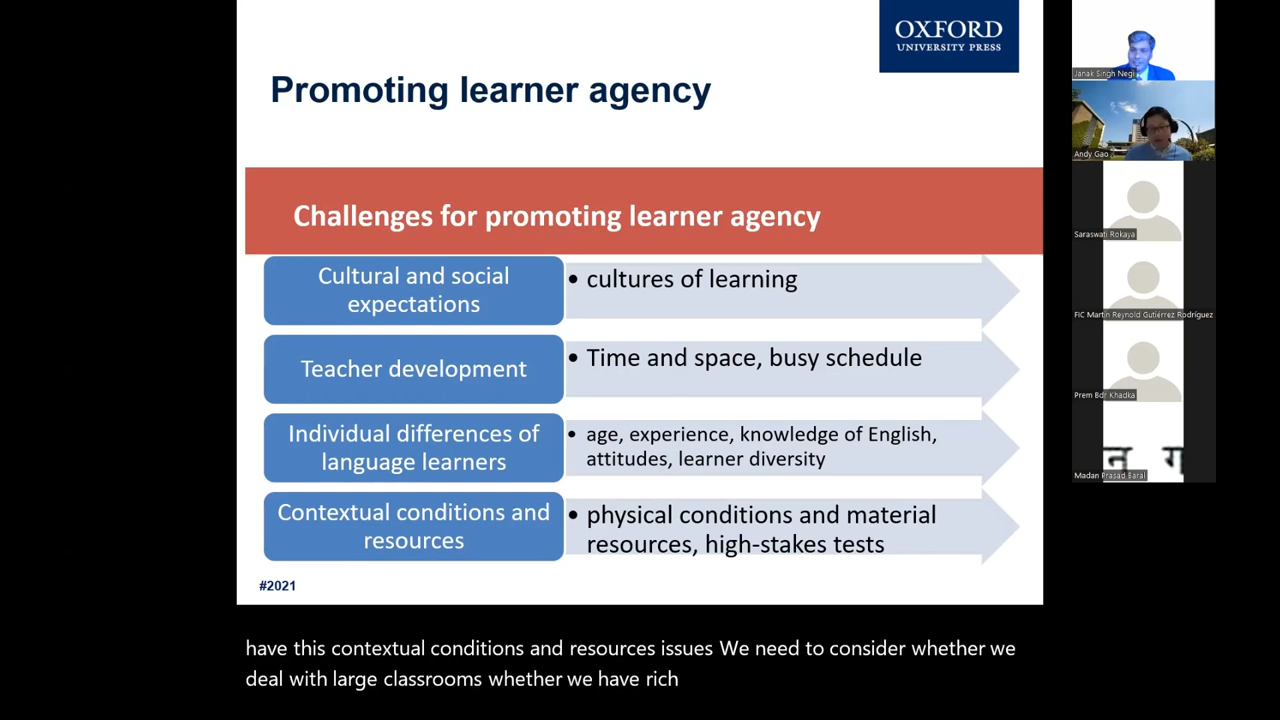 OXFORD
UNIVERSITY PRESS
Promoting learner agency
Challenges for promoting learner agency
Cultural and social
expectations
• cultures of learning
Teacher development
• Time and space, busy schedule
Individual differences of
language learners
• age, experience, knowledge of English,
attitudes, learner diversity
Contextual conditions and
resources
• physical conditions and material
resources, high-stakes tests
#2021
have this contextual conditions and resources issues We need to consider whether we
deal with large classrooms whether we have rich
Janak Singh Negi
Andy Gao
Saraswati Rokaya
FIC Martin Reynold Gutiérrez Rodríguez
Prem Bdr Khadka
Madan Prasad Baral